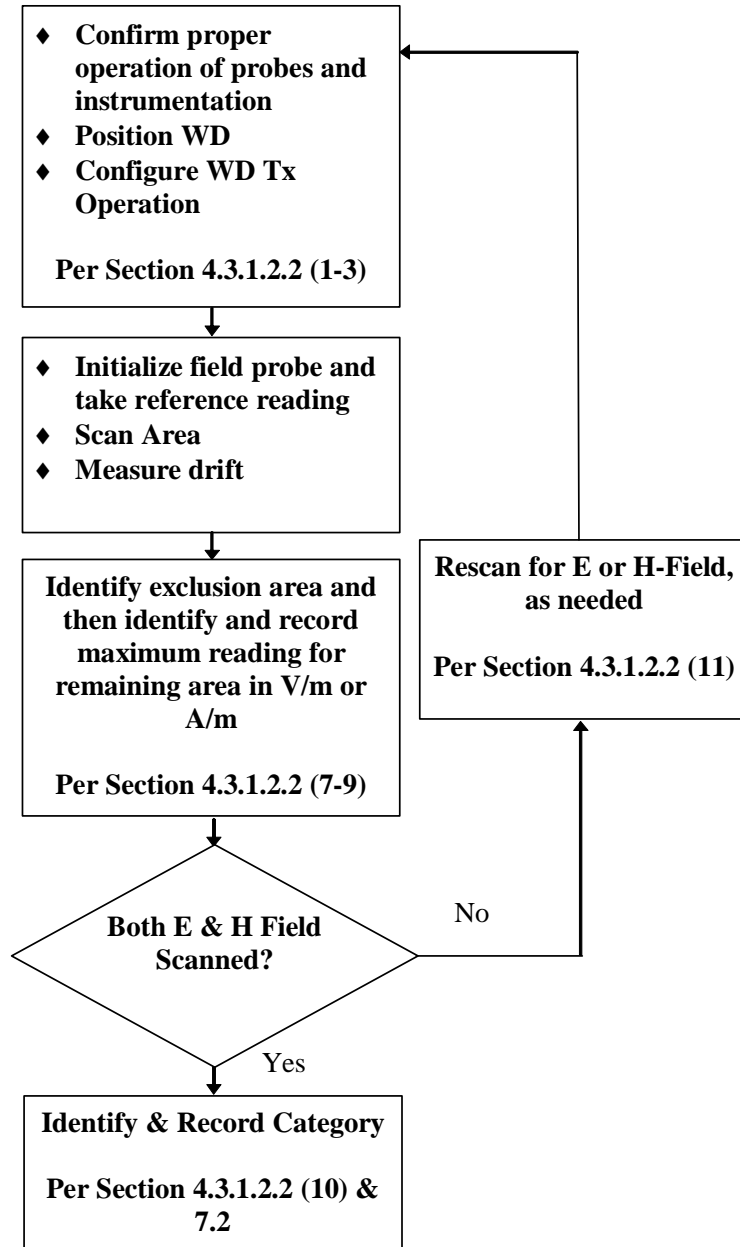 ♦ Confirm proper
operation of probes and
instrumentation
♦ Position WD
♦ Configure WD Tx
Operation
Per Section 4.3.1.2.2 (1-3)
♦ Initialize field probe and
take reference reading
♦ Scan Area
♦ Measure drift
Identify exclusion area and
then identify and record
maximum reading for
remaining area in V/m or
A/m
Per Section 4.3.1.2.2 (7-9)
Rescan for E or H-Field,
as needed
Per Section 4.3.1.2.2 (11)
Both E & H Field
Scanned?
No
Yes
Identify & Record Category
Per Section 4.3.1.2.2 (10) &
7.2